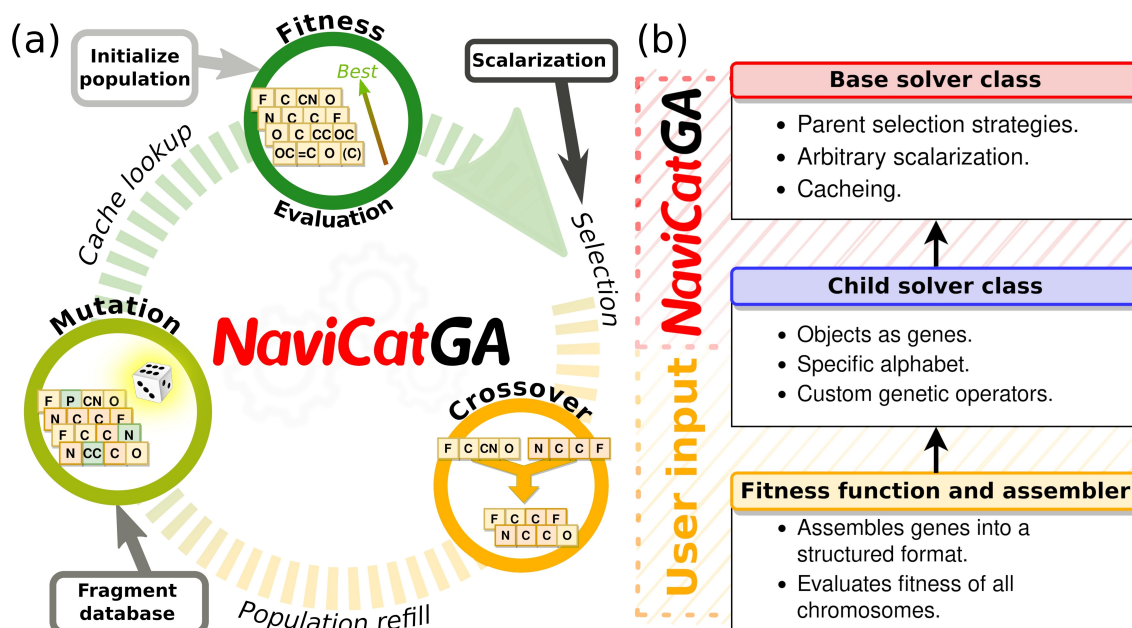 (a)
Initialize
population
Fitness
Evaluation
Best
F C CN O
N C C F
O C CC OC
OC =C O (C)
Scalarization
Selection
Cache lookup
NaviCatGA
Mutation
F P CN O
N C C F
F C C N
N CC C O
Crossover
F C CN O
N C C F
F C C F
N C C O
Fragment
database
Population refill
(b)
NaviCatGA
User input
Base solver class
• Parent selection strategies.
• Arbitrary scalarization.
• Cacheing.
Child solver class
• Objects as genes.
• Specific alphabet.
• Custom genetic operators.
Fitness function and assembler
• Assembles genes into a
structured format.
• Evaluates fitness of all
chromosomes.